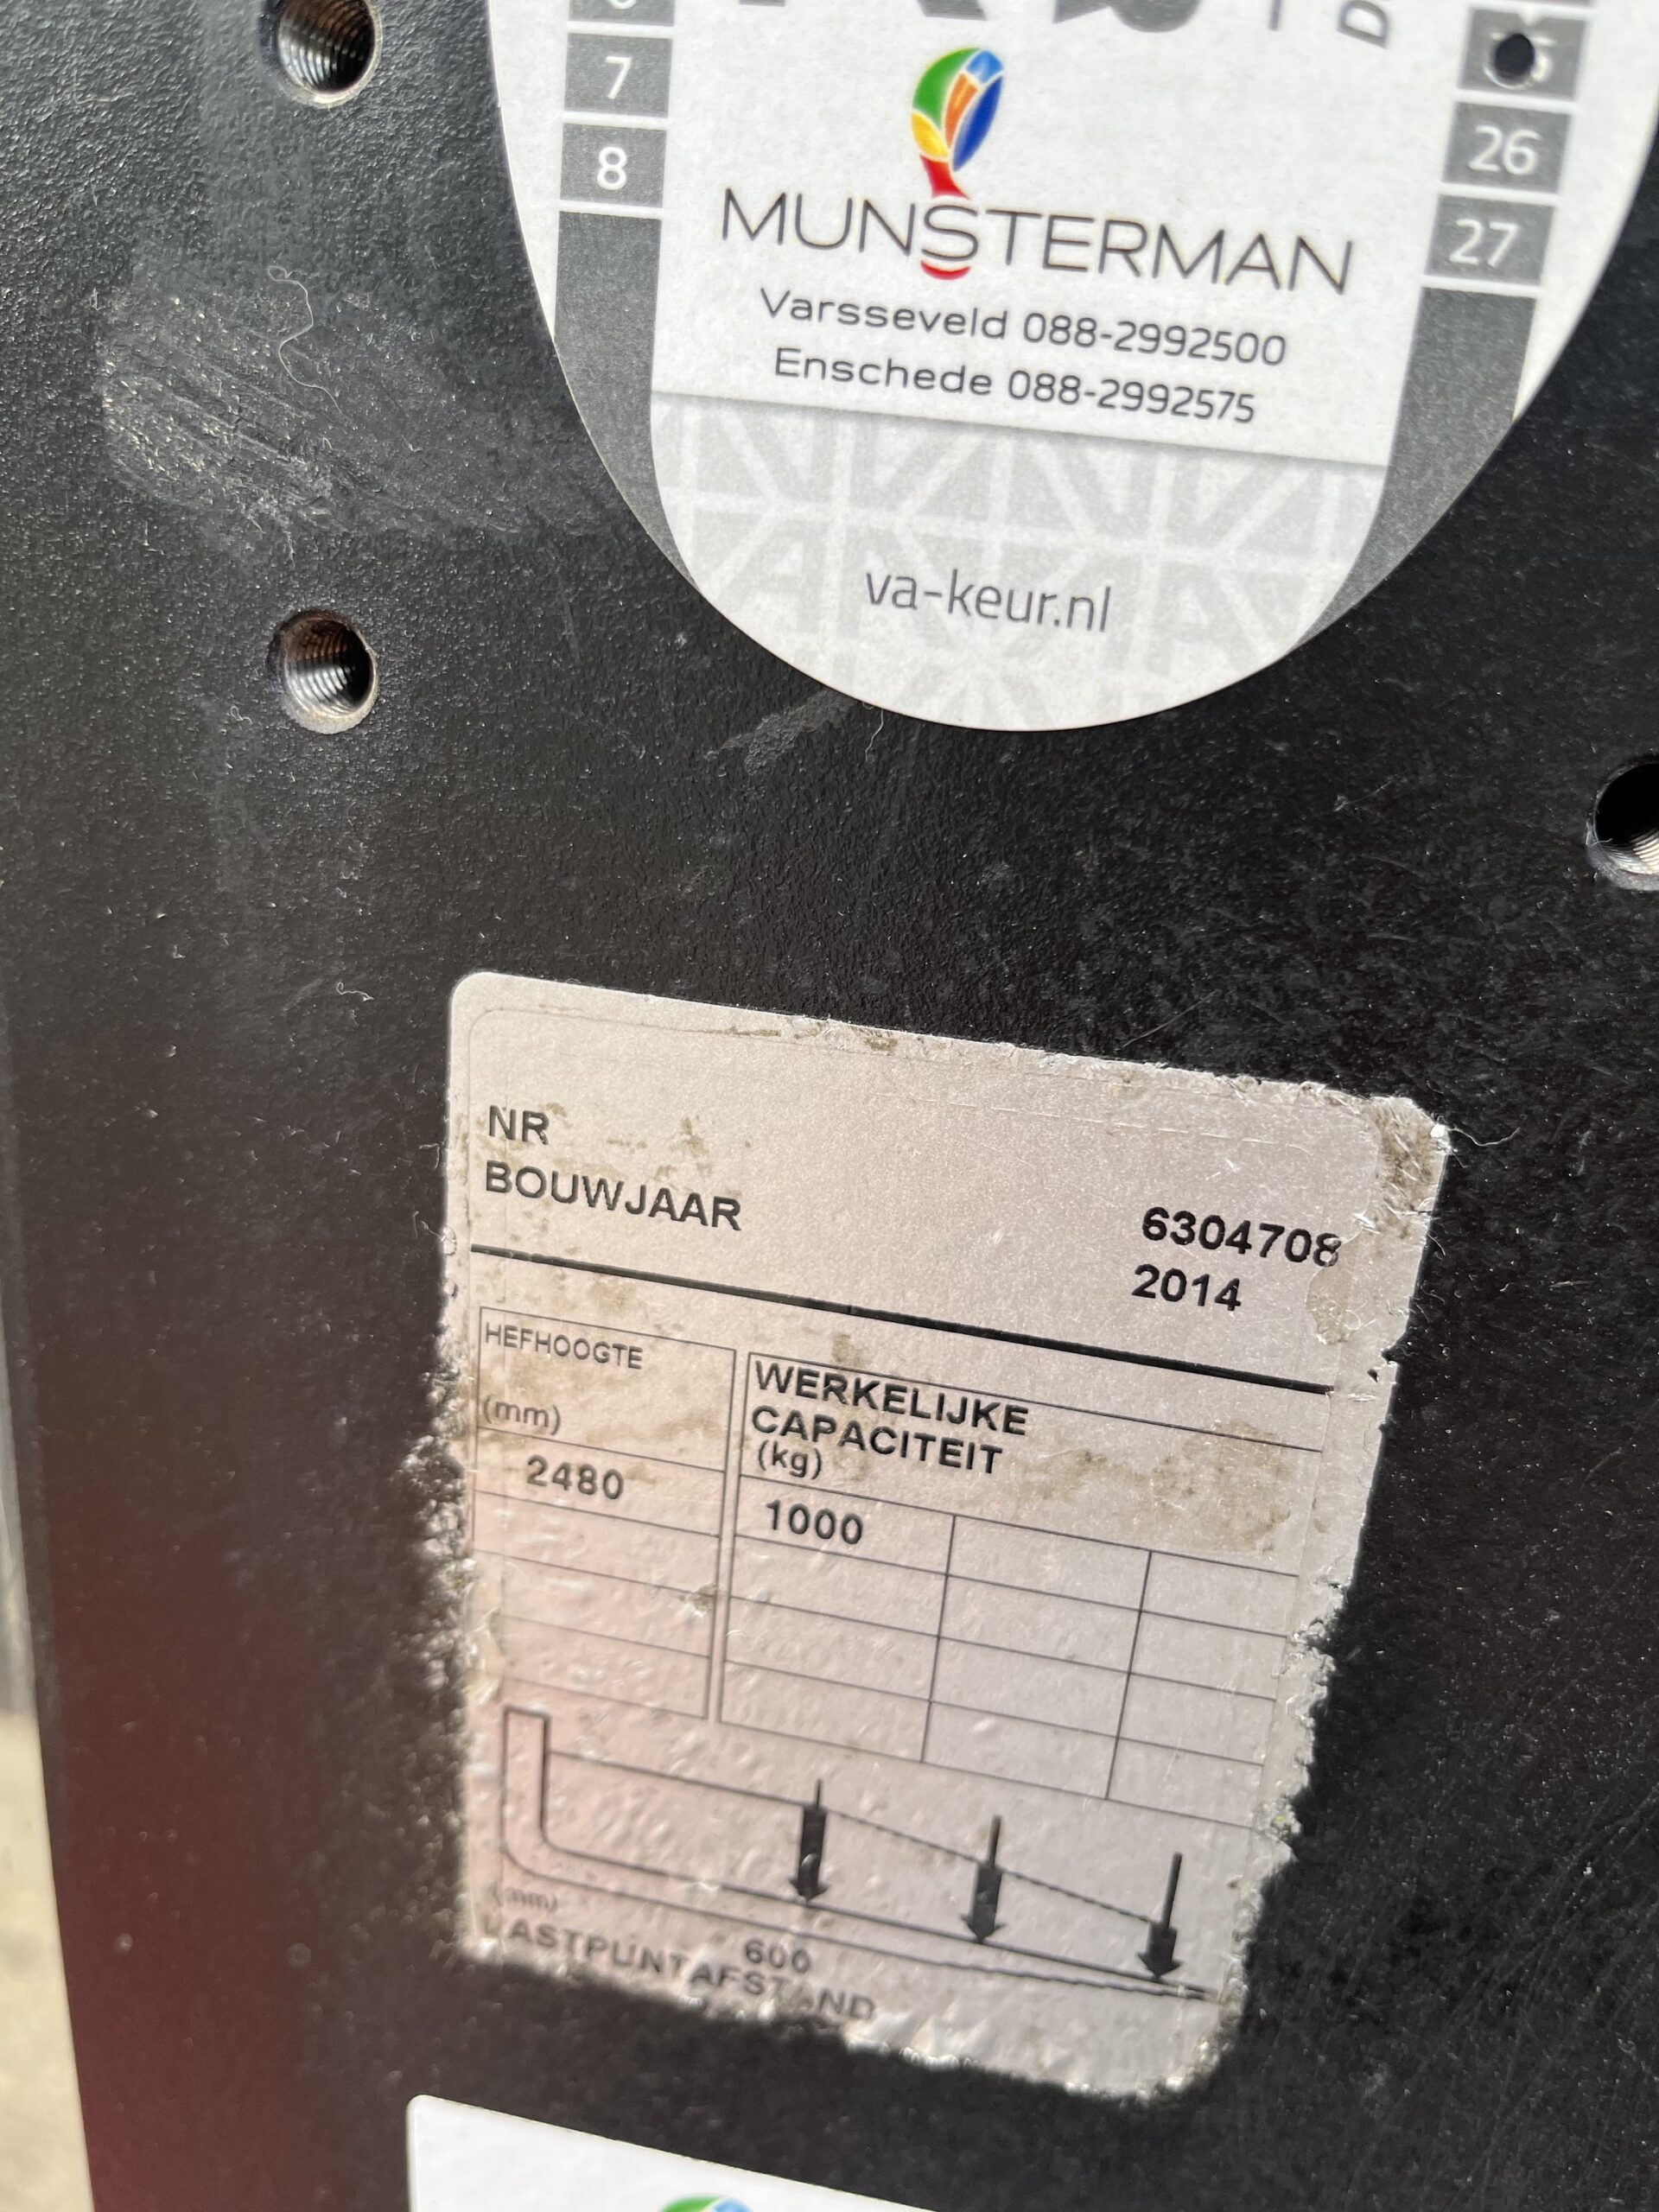 7
8
26
27
MUNSTERMAN
Varsseveld 088-2992500
Enschede 088-2992575
va-keur.nl
NR 6304708
BOUWJAAR 2014
HEFHOOGTE
(mm)
WERKELIJKE
CAPACITEIT
(kg)
2480 1000
(mm)
600
LASTPUNTAFSTAND